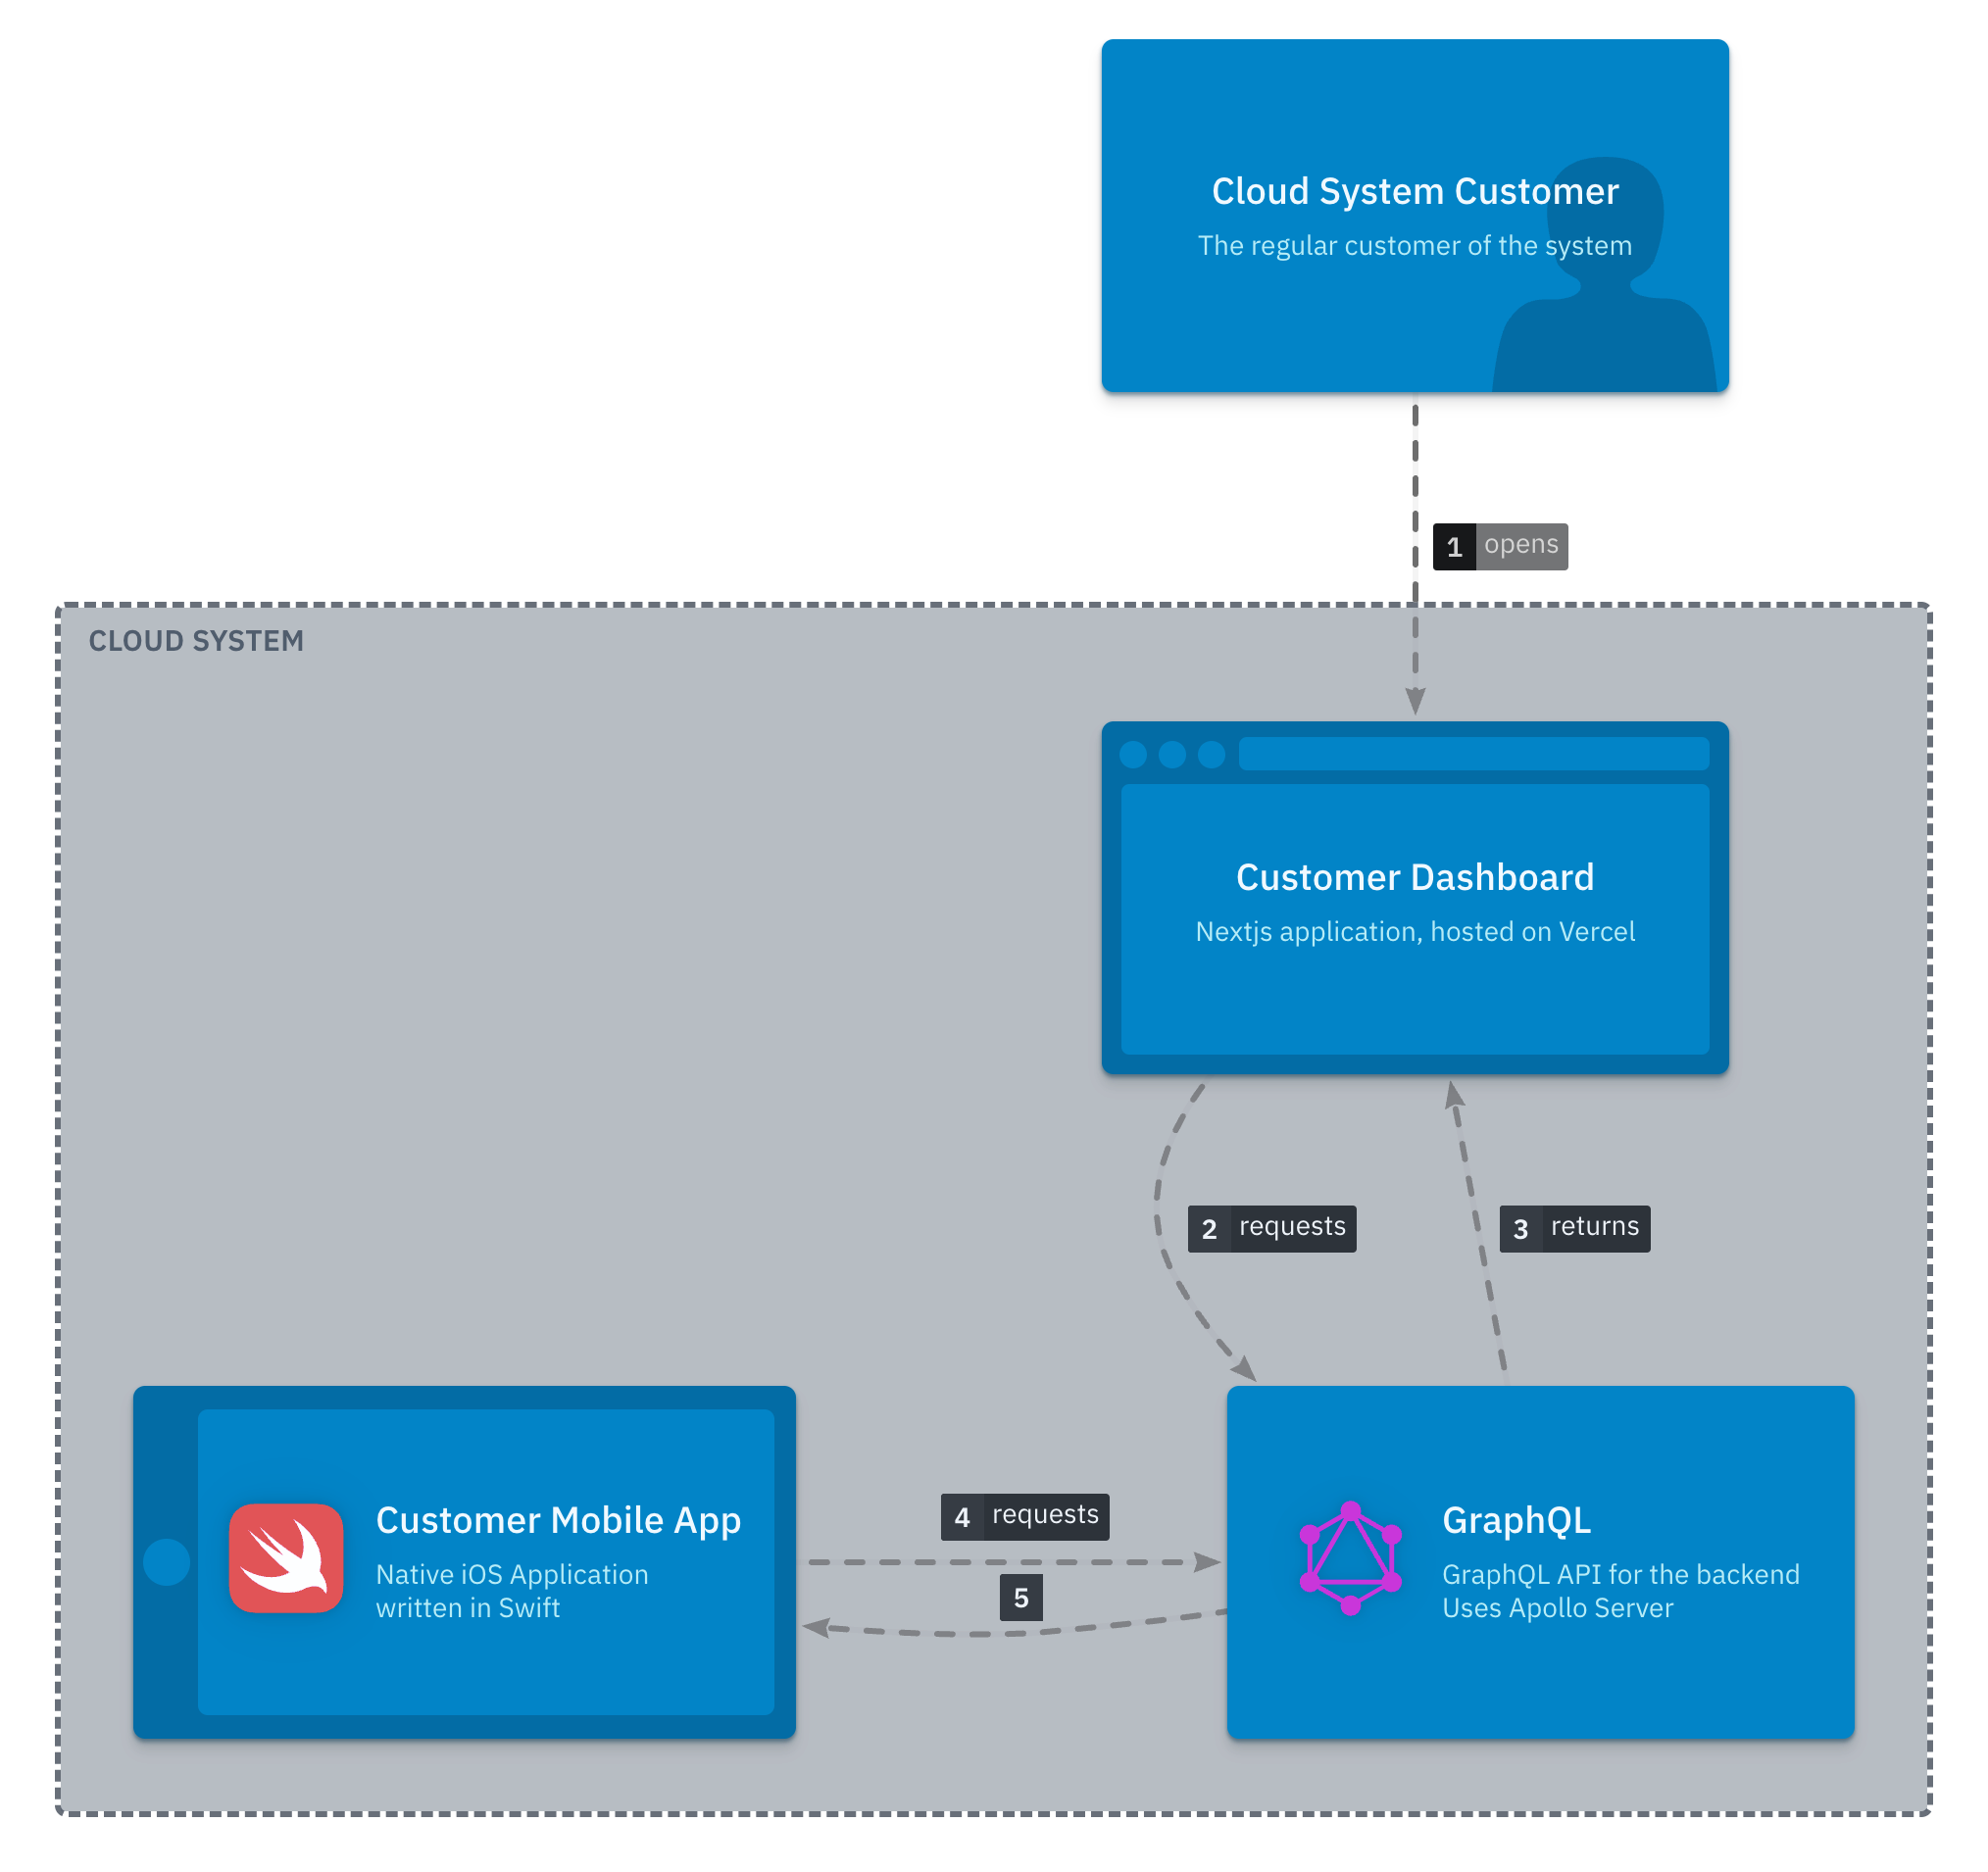 Cloud System Customer
The regular customer of the system
1 opens
CLOUD SYSTEM
Customer Dashboard
Nextjs application, hosted on Vercel
2 requests
3 returns
Customer Mobile App
Native iOS Application
written in Swift
4 requests
5
GraphQL
GraphQL API for the backend
Uses Apollo Server